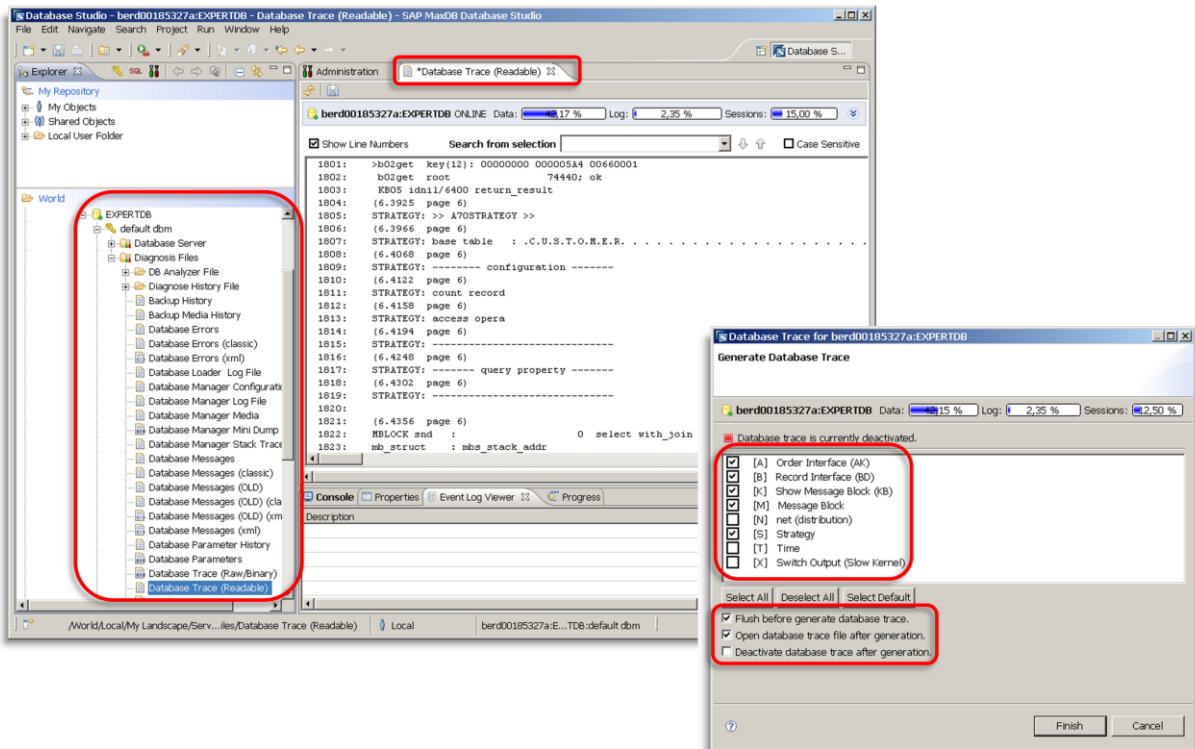 Database Studio - berd00185327a:EXPERTDB - Database Trace (Readable) - SAP MaxDB Database Studio
File Edit Navigate Search Project Run Window Help
Database S...
Explorer
SQL
Administration
*Database Trace (Readable)
My Repository
My Objects
Shared Objects
Local User Folder
berd00185327a:EXPERTDB ONLINE Data: 42,17 % Log: 2,35 % Sessions: 15,00 %
Show Line Numbers Search from selection Case Sensitive
World
EXPERTDB
default dbm
Database Server
Diagnosis Files
DB Analyzer File
Diagnose History File
Backup History
Backup Media History
Database Errors
Database Errors (classic)
Database Errors (xml)
Database Loader Log File
Database Manager Configuratic
Database Manager Log File
Database Manager Media
Database Manager Mini Dump
Database Manager Stack Trace
Database Messages
Database Messages (classic)
Database Messages (OLD)
Database Messages (OLD) (cla
Database Messages (OLD) (xm
Database Messages (xml)
Database Parameter History
Database Parameters
Database Trace (Raw/Binary)
Database Trace (Readable)
1801: >b02get key(12): 00000000 000005A4 00660001
1802: b02get root 74440; ok
1803: KB05 idnil/6400 return_result
1804: (6.3925 page 6)
1805: STRATEGY: >> A70STRATEGY >>
1806: (6.3966 page 6)
1807: STRATEGY: base table : .C.U.S.T.O.M.E.R. . . . . . . . . . . . . . . . . . . . .
1808: (6.4068 page 6)
1809: STRATEGY: -------- configuration -------
1810: (6.4122 page 6)
1811: STRATEGY: count record
1812: (6.4158 page 6)
1813: STRATEGY: access opera
1814: (6.4194 page 6)
1815: STRATEGY: ------------------------------
1816: (6.4248 page 6)
1817: STRATEGY: ------- query property -------
1818: (6.4302 page 6)
1819: STRATEGY: ------------------------------
1820:
1821: (6.4356 page 6)
1822: MBLOCK snd : 0 select with_join
1823: mb_struct : mbs_stack_addr
Console Properties Event Log Viewer Progress
Description
/World/Local/My Landscape/Serv...iles/Database Trace (Readable) Local berd00185327a:E...TDB:default dbm
Database Trace for berd00185327a:EXPERTDB
Generate Database Trace
berd00185327a:EXPERTDB Data: 42,15 % Log: 2,35 % Sessions: 12,50 %
Database trace is currently deactivated.
[A] Order Interface (AK)
[B] Record Interface (BD)
[K] Show Message Block (KB)
[M] Message Block
[N] net (distribution)
[S] Strategy
[T] Time
[X] Switch Output (Slow Kernel)
Select All Deselect All Select Default
Flush before generate database trace.
Open database trace file after generation.
Deactivate database trace after generation.
Finish Cancel